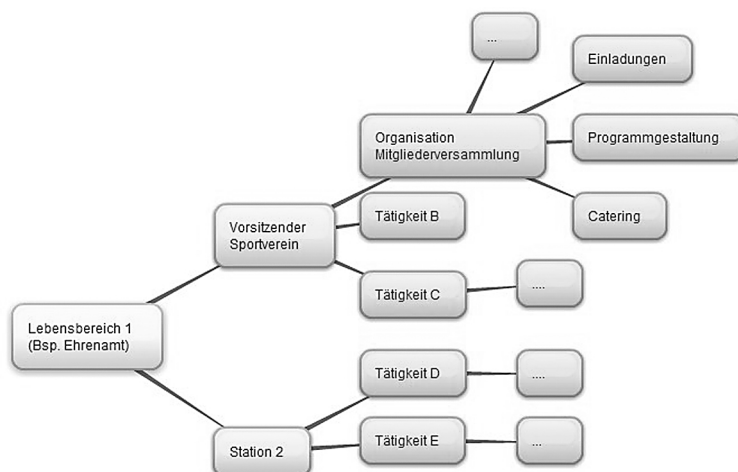 ...
Einladungen
Organisation
Mitgliederversammlung
Programmgestaltung
Vorsitzender
Sportverein
Tätigkeit B
Catering
Tätigkeit C
....
Lebensbereich 1
(Bsp. Ehrenamt)
Tätigkeit D
....
Station 2
Tätigkeit E
...